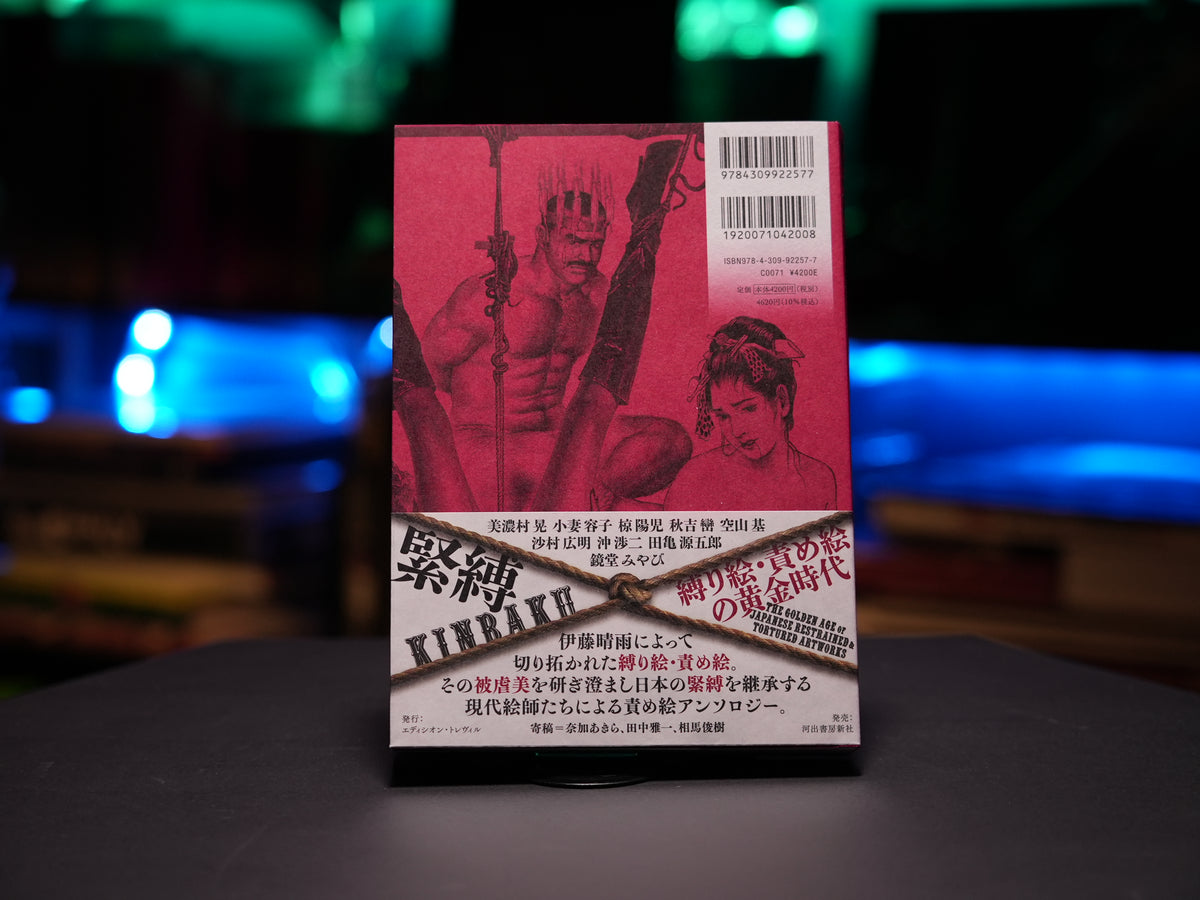 9784309922577
1920071042008
ISBN978-4-309-92257-7
C0071 ¥4200E
定価 本体4200円(税別)
4620円(10%税込)
美濃村 晃 小妻 容子 椋 陽児 秋吉 巒 空山 基
沙村 広明 沖 渉二 田亀 源五郎
鏡堂 みやび
緊縛
KINBAKU
縛り絵・責め絵
の黄金時代
THE GOLDEN AGE of
JAPANESE RESTRAINED &
TORTURED ARTWORKS
伊藤晴雨によって
切り拓かれた縛り絵・責め絵。
その被虐美を研ぎ澄まし日本の緊縛を継承する
現代絵師たちによる責め絵アンソロジー。
寄稿=奈加あきら、田中雅一、相馬俊樹
発行:
エディシオン・トレヴィル
発売:
河出書房新社